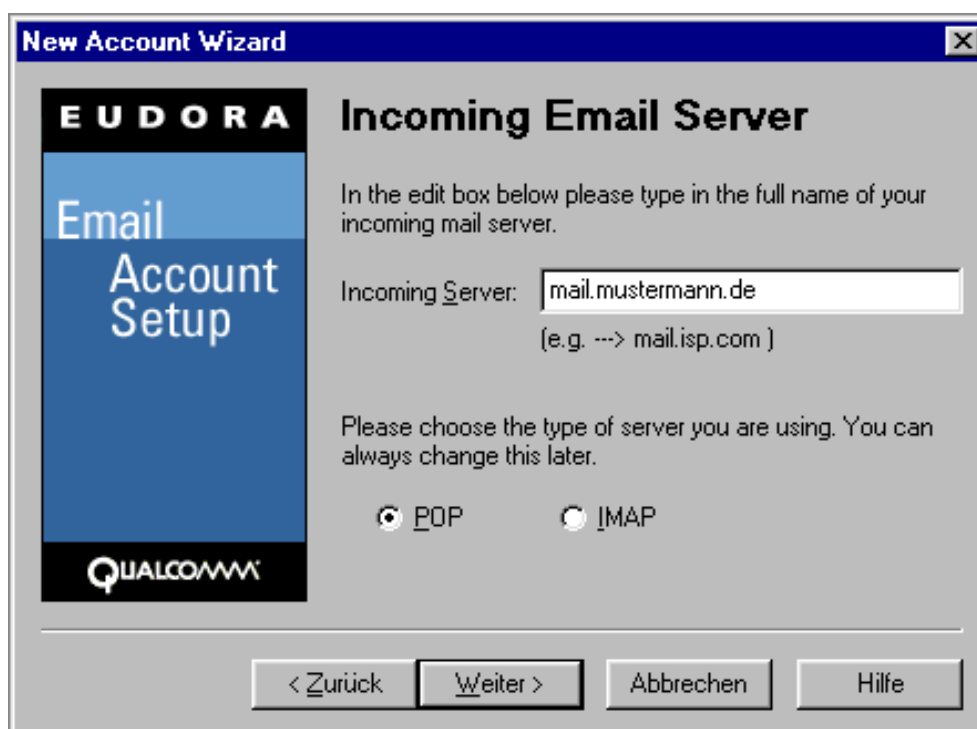 New Account Wizard
EUDORA
Email
Account
Setup
QUALCOMM
Incoming Email Server
In the edit box below please type in the full name of your
incoming mail server.
Incoming Server: mail.mustermann.de
(e.g. ---> mail.isp.com )
Please choose the type of server you are using. You can
always change this later.
POP IMAP
< Zurück Weiter > Abbrechen Hilfe